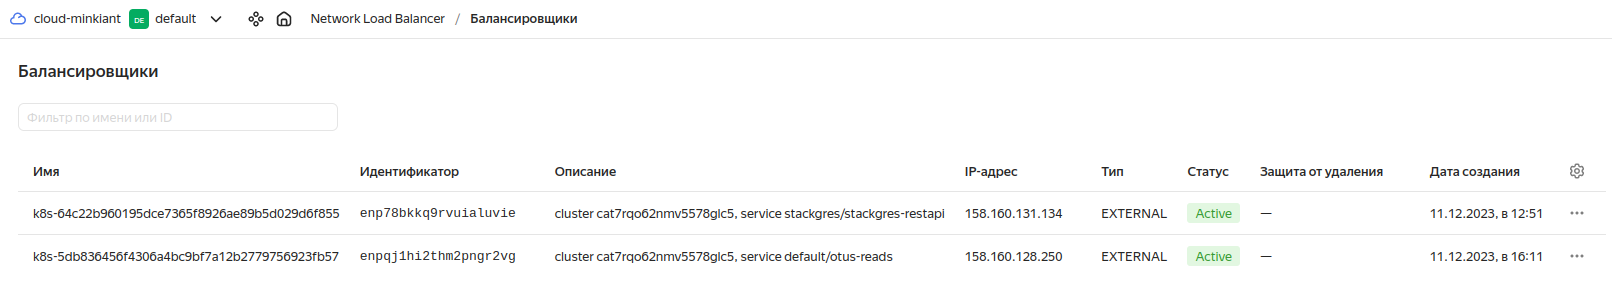 cloud-minkiant DE default Network Load Balancer / Балансировщики
Балансировщики
Фильтр по имени или ID
Имя Идентификатор Описание IP-адрес Тип Статус Защита от удаления Дата создания
k8s-64c22b960195dce7365f8926ae89b5d029d6f855 enp78bkkq9rvuialuvie cluster cat7rqo62nmv5578glc5, service stackgres/stackgres-restapi 158.160.131.134 EXTERNAL Active — 11.12.2023, в 12:51
k8s-5db836456f4306a4bc9bf7a12b2779756923fb57 enpqj1hi2thm2pngr2vg cluster cat7rqo62nmv5578glc5, service default/otus-reads 158.160.128.250 EXTERNAL Active — 11.12.2023, в 16:11